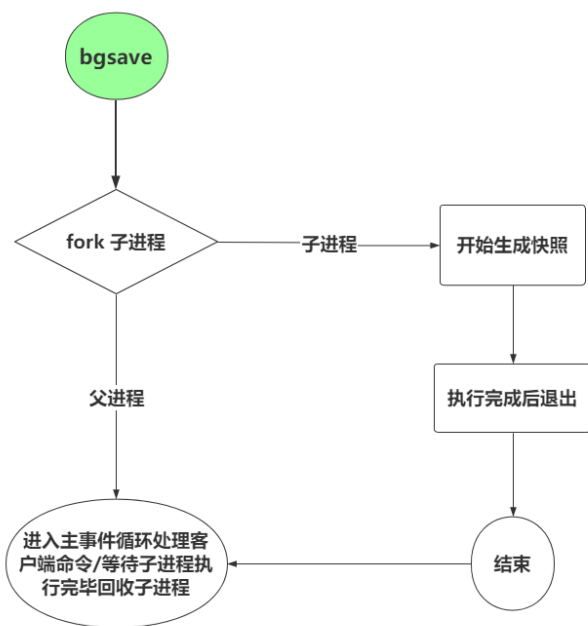 bgsave
fork 子进程
子进程
开始生成快照
父进程
执行完成后退出
进入主事件循环处理客
户端命令/等待子进程执
行完毕回收子进程
结束